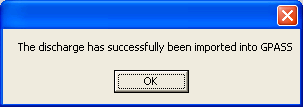 The discharge has successfully been imported into GPASS
OK